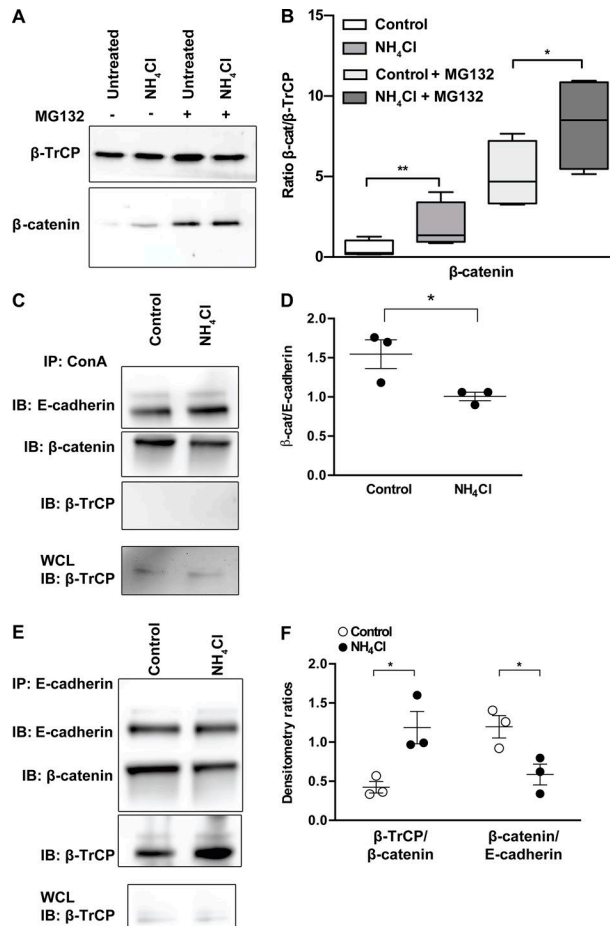 A
Untreated
NH4Cl
Untreated
NH4Cl
MG132 - - + +
β-TrCP
β-catenin
B
Control
NH4Cl
Control + MG132
NH4Cl + MG132
Ratio β-cat/β-TrCP
15
10
5
0
**
*
β-catenin
C
Control
NH4Cl
IP: ConA
IB: E-cadherin
IB: β-catenin
IB: β-TrCP
WCL
IB: β-TrCP
D
β-cat/E-cadherin
2.0
1.5
1.0
0.5
0.0
*
Control NH4Cl
E
Control
NH4Cl
IP: E-cadherin
IB: E-cadherin
IB: β-catenin
IB: β-TrCP
WCL
IB: β-TrCP
F
Control
NH4Cl
Densitometry ratios
2.0
1.5
1.0
0.5
0.0
* *
β-TrCP/ β-catenin/
β-catenin E-cadherin